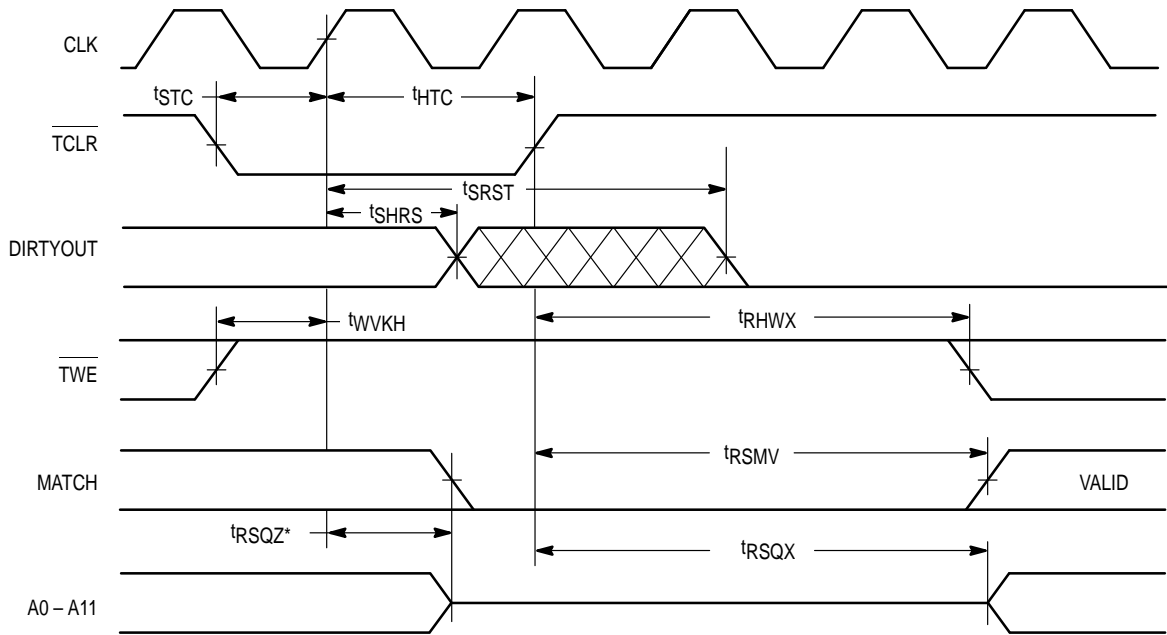 CLK
tSTC
tHTC
TCLR
tSRST
tSHRS
DIRTYOUT
tWVKH
tRHWX
TWE
tRSMV
MATCH
VALID
tRSQZ*
tRSQX
A0 – A11